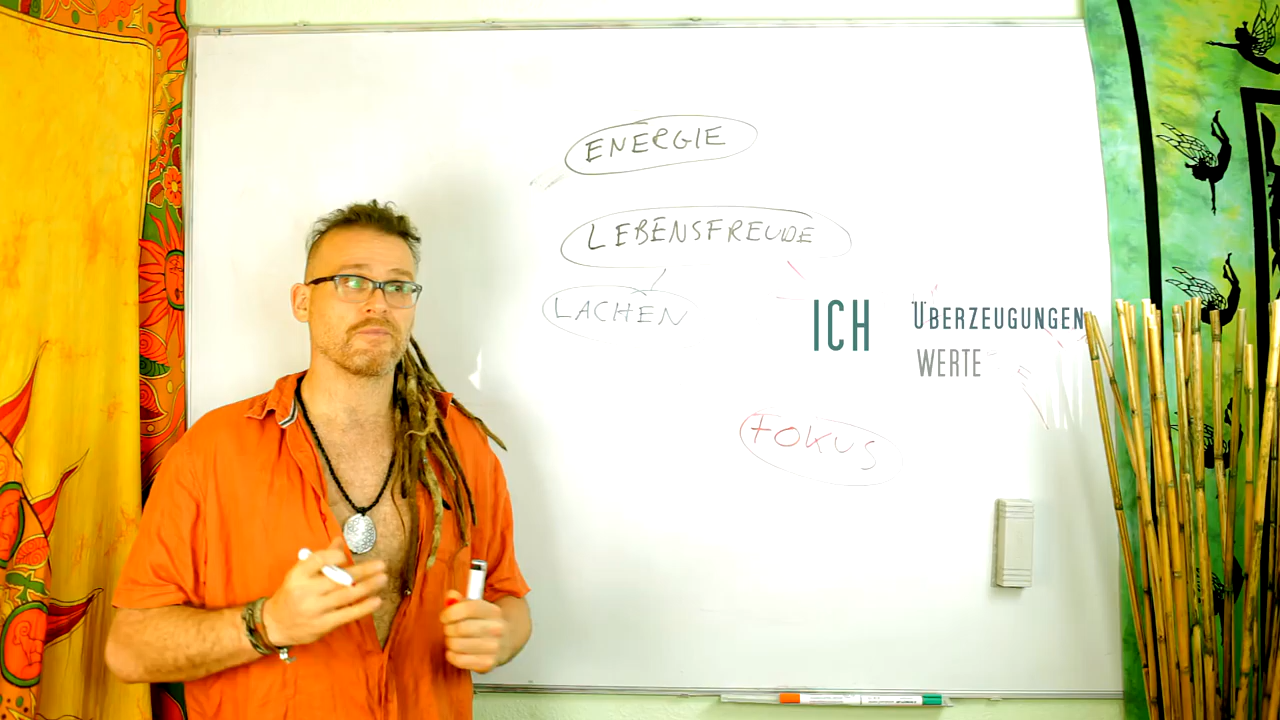 ENERGIE
LEBENSFREUDE
LACHEN
ICH
ÜBERZEUGUNGEN
WERTE
FOKUS